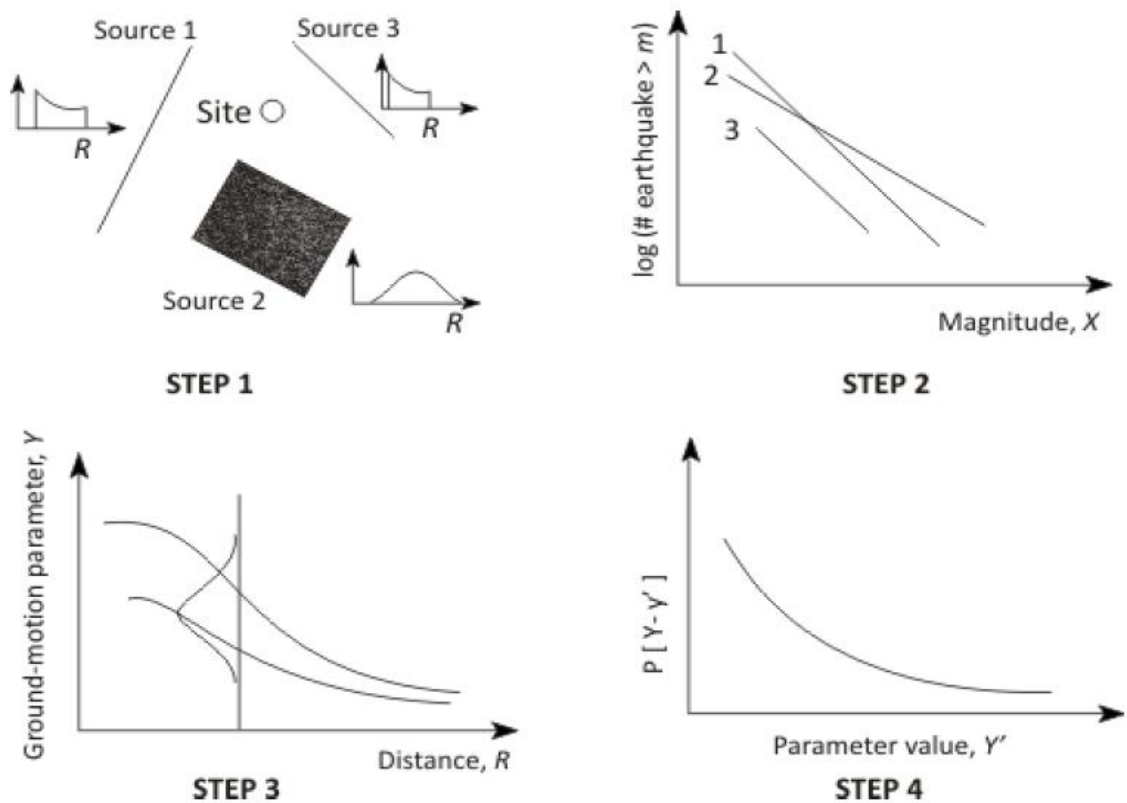 Source 1
Source 3
R
Site
R
Source 2
R
STEP 1
log (# earthquake > m)
1
2
3
Magnitude, X
STEP 2
Ground-motion parameter, Y
Distance, R
STEP 3
P [ Y- y’ ]
Parameter value, Y’
STEP 4